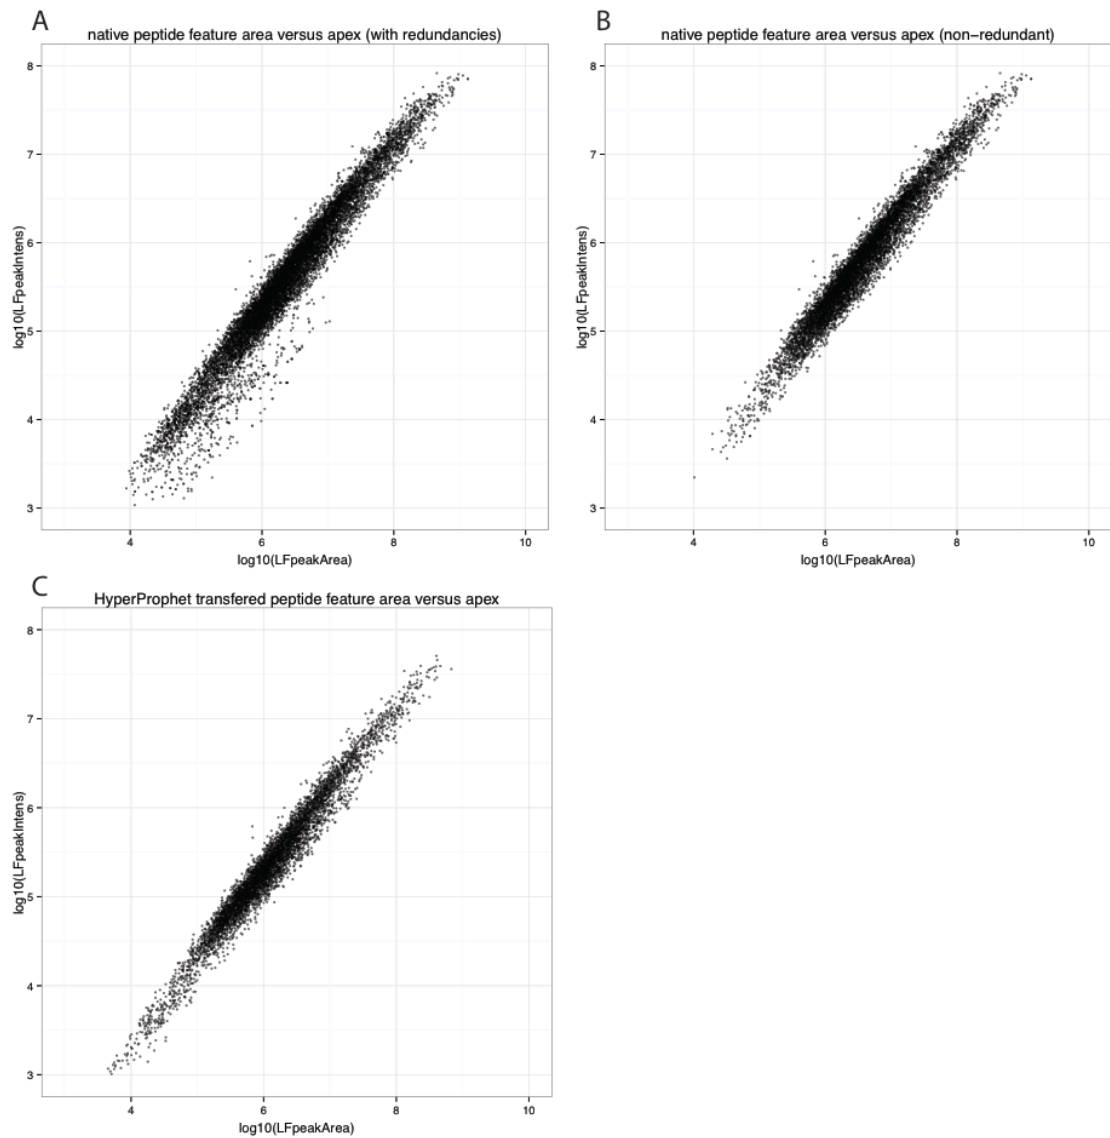 A
native peptide feature area versus apex (with redundancies)
8
7
6
5
4
3
log10(LFpeakIntens)
4 6 8 10
log10(LFpeakArea)
B
native peptide feature area versus apex (non-redundant)
8
7
6
5
4
3
log10(LFpeakIntens)
4 6 8 10
log10(LFpeakArea)
C
HyperProphet transfered peptide feature area versus apex
8
7
6
5
4
3
log10(LFpeakIntens)
4 6 8 10
log10(LFpeakArea)